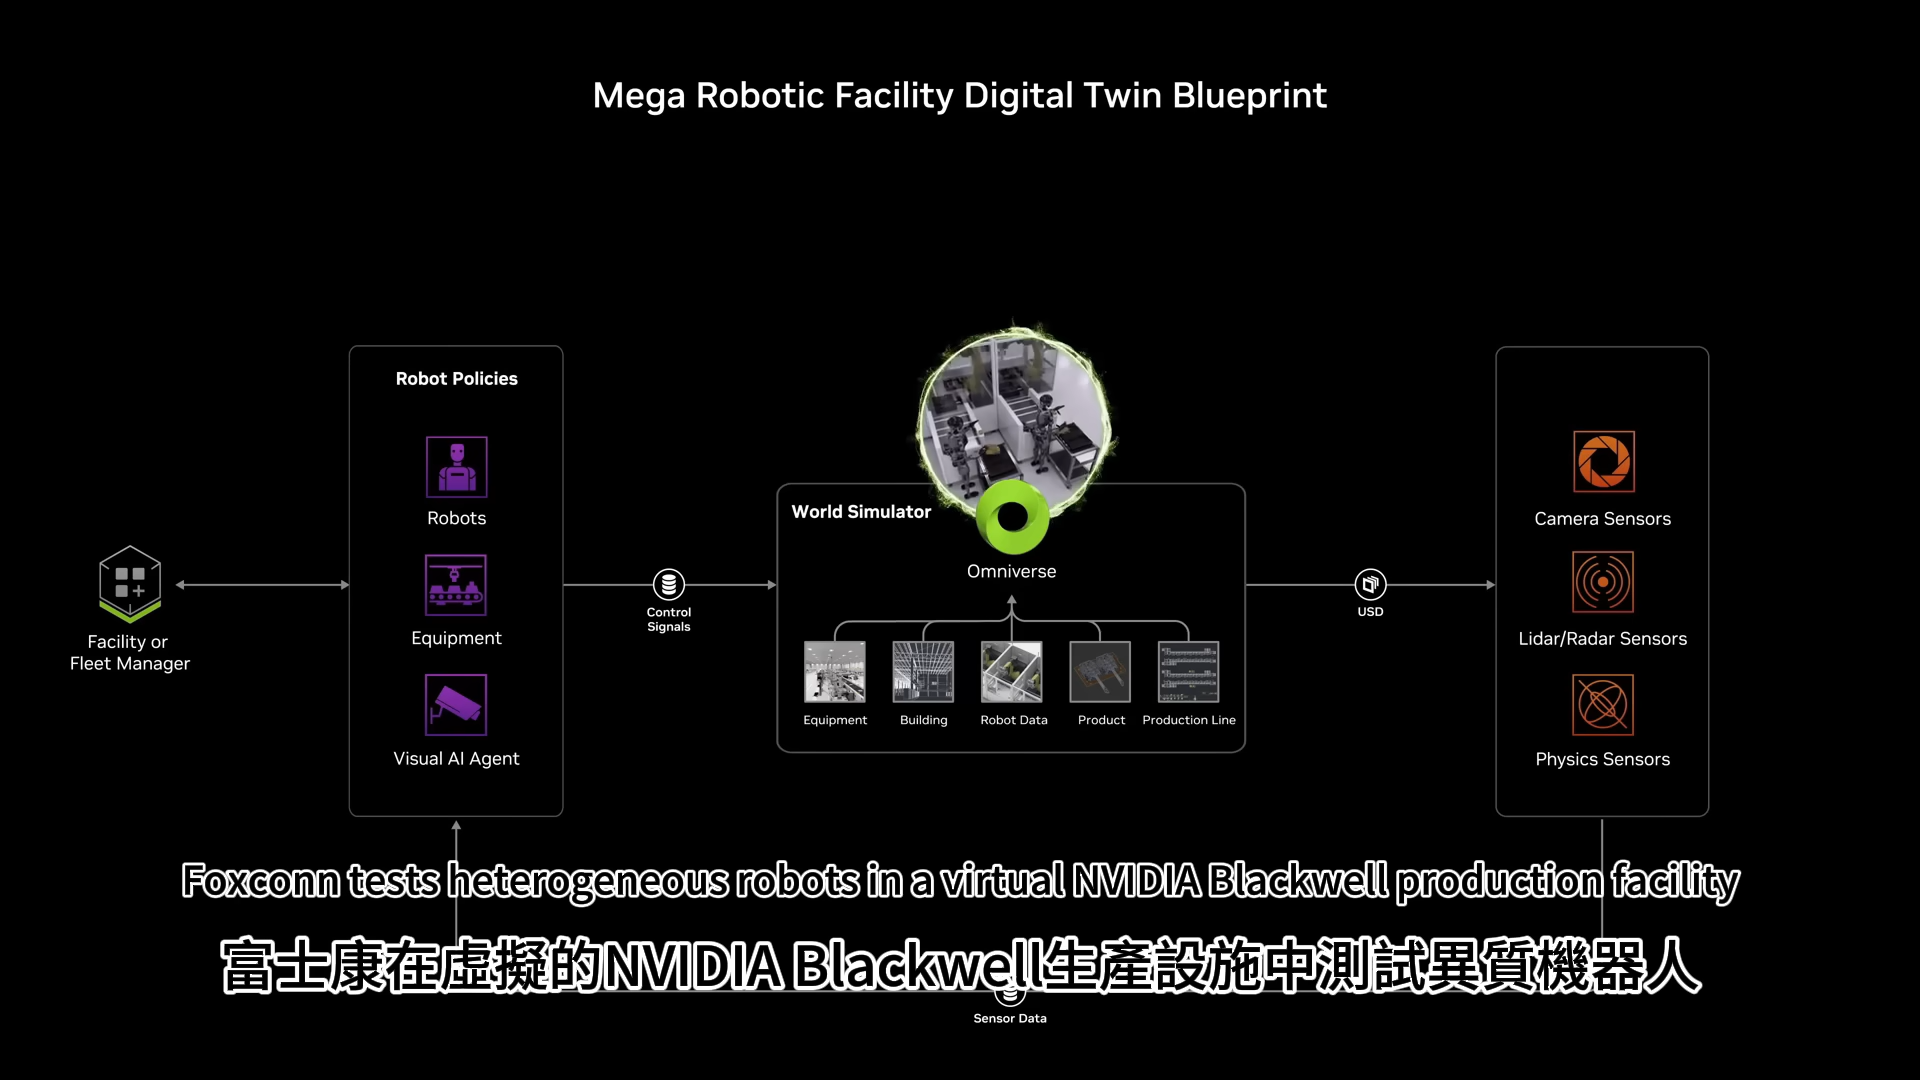 Mega Robotic Facility Digital Twin Blueprint
Robot Policies
Robots
Equipment
Visual AI Agent
Facility or
Fleet Manager
Control
Signals
World Simulator
Omniverse
Equipment
Building
Robot Data
Product
Production Line
USD
Camera Sensors
Lidar/Radar Sensors
Physics Sensors
Foxconn tests heterogeneous robots in a virtual NVIDIA Blackwell production facility
富士康在虛擬的NVIDIA Blackwell生產設施中測試異質機器人
Sensor Data